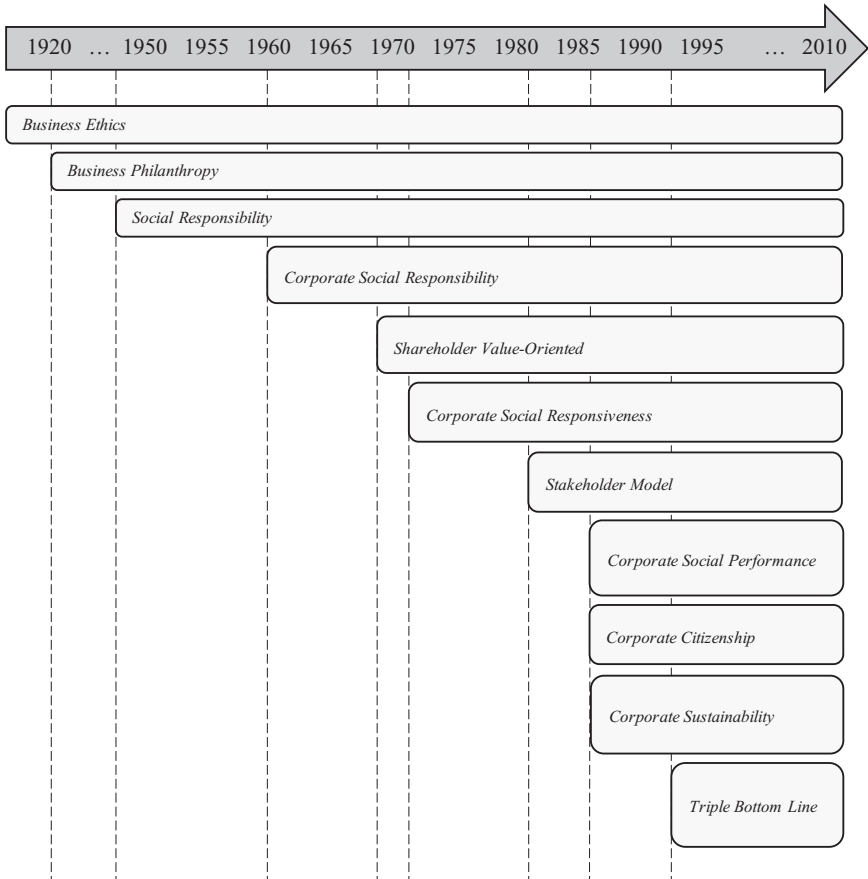 1920 … 1950 1955 1960 1965 1970 1975 1980 1985 1990 1995 … 2010
Business Ethics
Business Philanthropy
Social Responsibility
Corporate Social Responsibility
Shareholder Value-Oriented
Corporate Social Responsiveness
Stakeholder Model
Corporate Social Performance
Corporate Citizenship
Corporate Sustainability
Triple Bottom Line